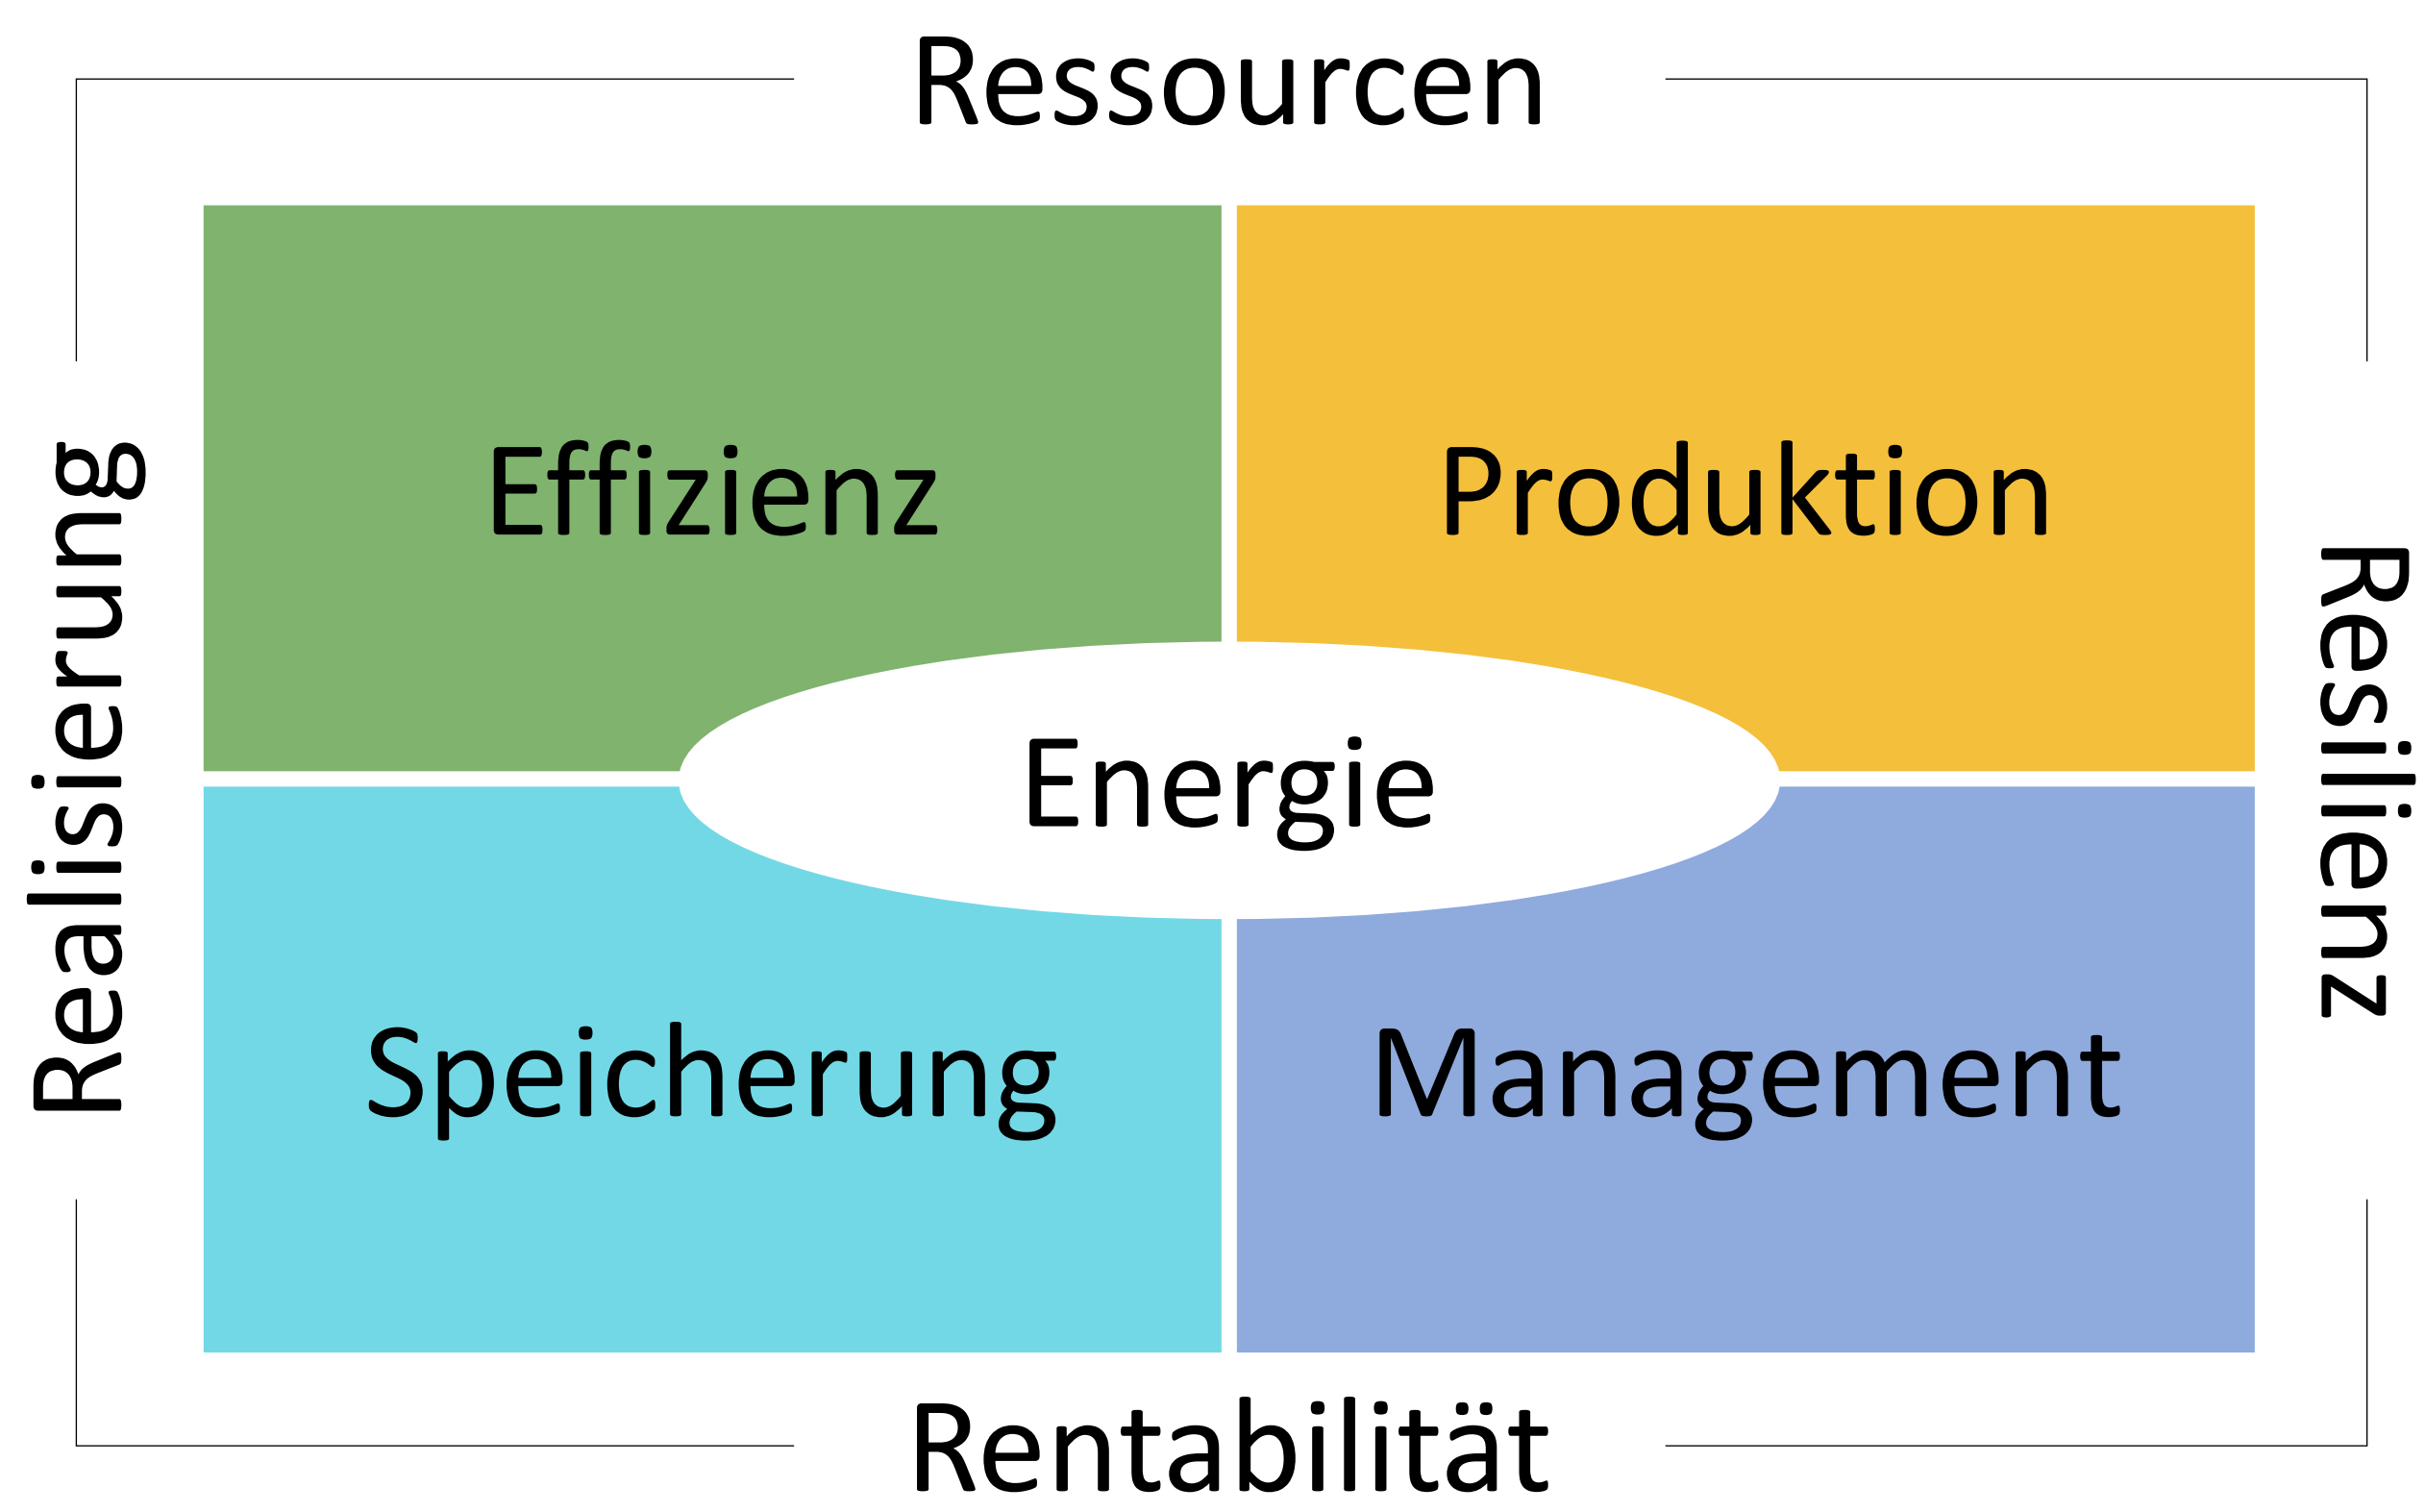 Ressourcen
Effizienz
Produktion
Realisierung
Energie
Resilienz
Speicherung
Management
Rentabilität